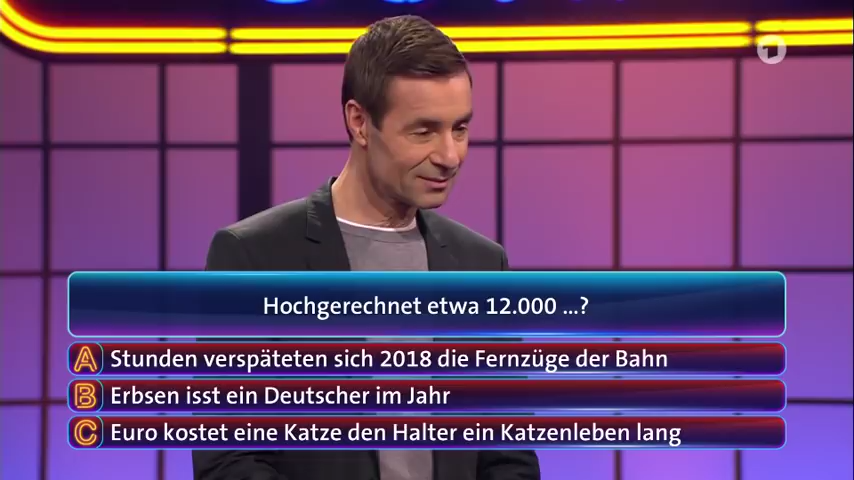 Hochgerechnet etwa 12.000 ...?
A Stunden verspäteten sich 2018 die Fernzüge der Bahn
B Erbsen isst ein Deutscher im Jahr
C Euro kostet eine Katze den Halter ein Katzenleben lang